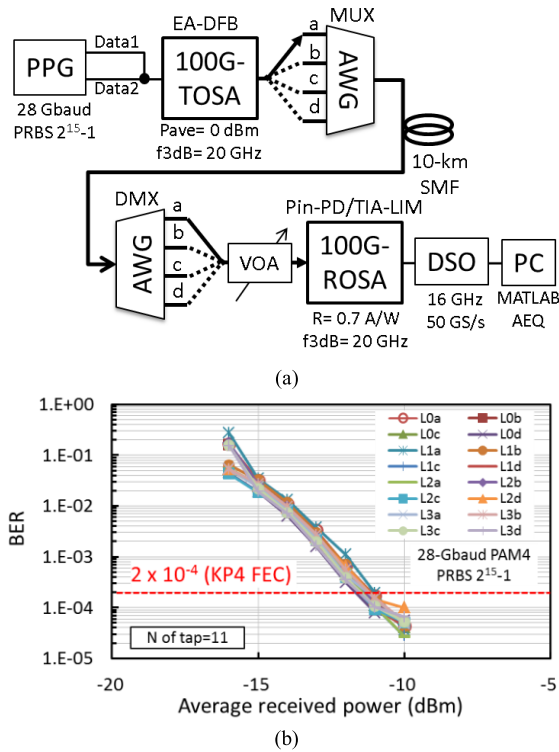 EA-DFB
MUX
PPG
Data1
Data2
100G-
TOSA
a
b
c
d
AWG
28 Gbaud
PRBS 2¹⁵-1
Pave= 0 dBm
f3dB= 20 GHz
10-km
SMF
DMX
a
b
c
d
AWG
VOA
Pin-PD/TIA-LIM
100G-
ROSA
DSO
PC
R= 0.7 A/W
f3dB= 20 GHz
16 GHz
50 GS/s
MATLAB
AEQ
(a)
BER
1.E+00
1.E-01
1.E-02
1.E-03
1.E-04
1.E-05
L0a L0b
L0c L0d
L1a L1b
L1c L1d
L2a L2b
L2c L2d
L3a L3b
L3c L3d
28-Gbaud PAM4
PRBS 2¹⁵-1
2 x 10⁻⁴ (KP4 FEC)
N of tap=11
-20 -15 -10 -5
Average received power (dBm)
(b)